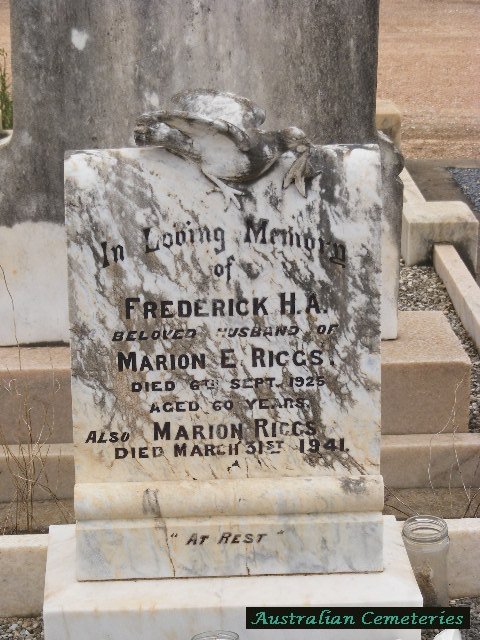 In Loving Memory
of
FREDERICK H.A.
BELOVED HUSBAND OF
MARION E. RIGGS.
DIED 6TH SEPT. 1925
AGED 60 YEARS.
ALSO MARION RIGGS
DIED MARCH 31ST 1941.
"AT REST"
Australian Cemeteries